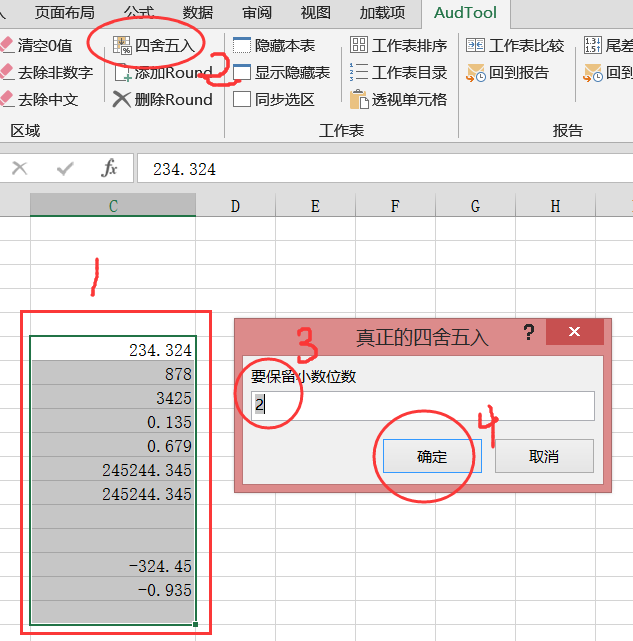 页面布局 公式 数据 审阅 视图 加载项 AudTool
清空0值 四舍五入 隐藏本表 工作表排序 工作表比较 尾差
去除非数字 添加Round 2 显示隐藏表 工作表目录 回到报告 回到
去除中文 删除Round 同步选区 透视单元格
区域 工作表 报告
fx 234.324
C D E F G H
1
234.324
878
3425
0.135
0.679
245244.345
245244.345
-324.45
-0.935
真正的四舍五入 ? ×
3
要保留小数位数
2
4
确定 取消